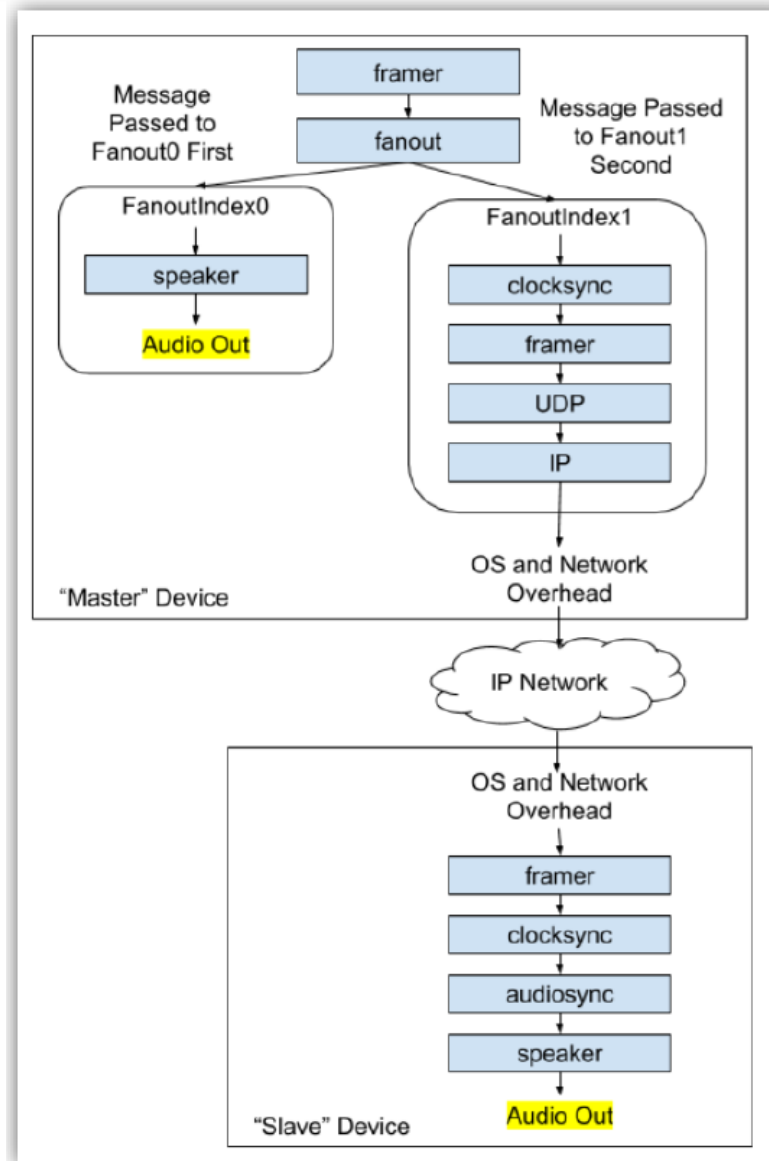 framer
Message
Passed to
Fanout0 First
fanout
Message Passed
to Fanout1
Second
FanoutIndex0
speaker
Audio Out
FanoutIndex1
clocksync
framer
UDP
IP
OS and Network
Overhead
“Master” Device
IP Network
OS and Network
Overhead
framer
clocksync
audiosync
speaker
Audio Out
“Slave” Device